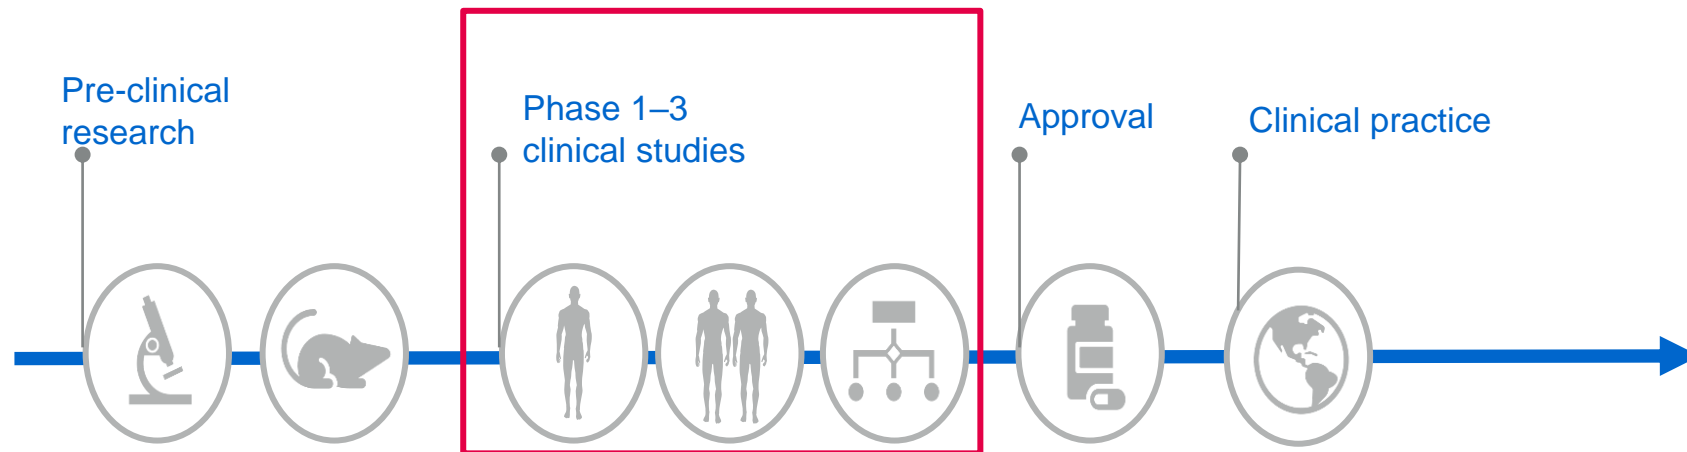 Pre-clinical
research
Phase 1–3
clinical studies
Approval
Clinical practice